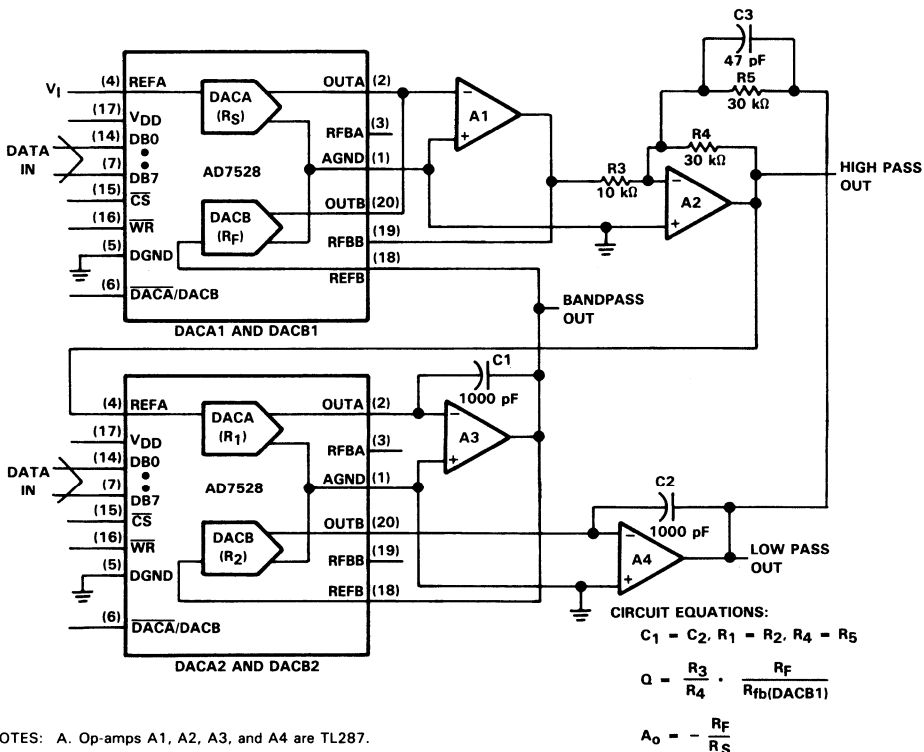 C3
47 pF
R5
30 kΩ
R4
30 kΩ
HIGH PASS
OUT
R3
10 kΩ
A2
A1
VI
(4) REFA
(17)
VDD
(14)
DB0
DATA
IN
(7)
DB7
(15)
CS
(16)
WR
(5)
DGND
(6)
DACA/DACB
DACA
(RS)
AD7528
DACB
(RF)
OUTA (2)
RFBA (3)
AGND (1)
OUTB (20)
RFBB (19)
(18)
REFB
DACA1 AND DACB1
BANDPASS
OUT
C1
1000 pF
A3
(4) REFA
(17)
VDD
(14)
DB0
DATA
IN
(7)
DB7
(15)
CS
(16)
WR
(5)
DGND
(6)
DACA/DACB
DACA
(R1)
AD7528
DACB
(R2)
OUTA (2)
RFBA (3)
AGND (1)
OUTB (20)
RFBB (19)
REFB (18)
DACA2 AND DACB2
C2
1000 pF
A4
LOW PASS
OUT
CIRCUIT EQUATIONS:
C1 = C2, R1 = R2, R4 = R5
Q = R3/R4 · RF/Rfb(DACB1)
Ao = - RF/RS
OTES: A. Op-amps A1, A2, A3, and A4 are TL287.